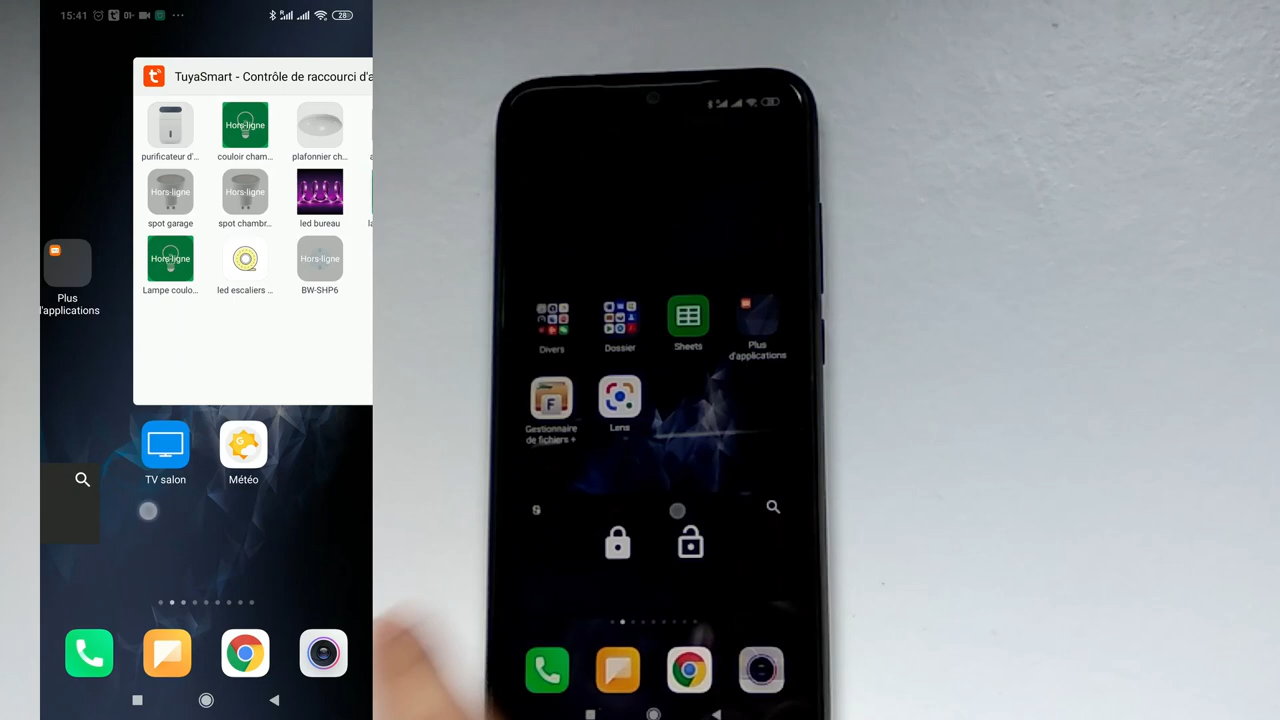 15:41
01-
28
TuyaSmart - Contrôle de raccourci d'a
purificateur d'...
Hors-ligne
couloir cham...
plafonnier ch...
Hors-ligne
spot garage
Hors-ligne
spot chambr...
led bureau
Hors-ligne
Lampe coulo...
led escaliers ...
Hors-ligne
BW-SHP6
Plus
d'applications
TV salon
G
Météo
Divers
Dossier
Sheets
Plus
d'applications
F
Gestionnaire
de fichiers +
Lens